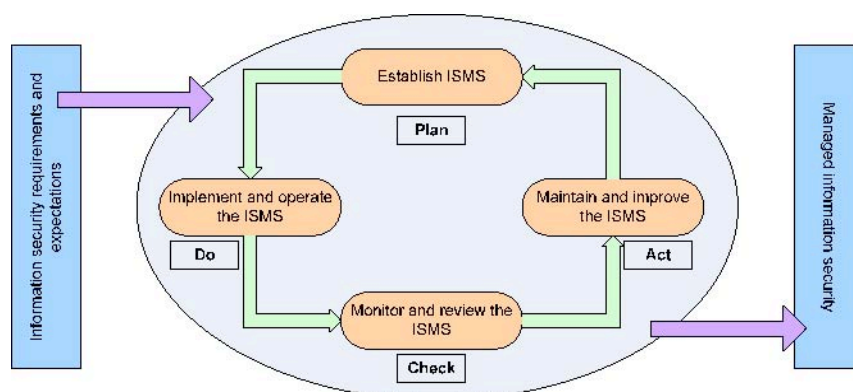 Information security requirements and
expectations
Establish ISMS
Plan
Implement and operate
the ISMS
Do
Maintain and improve
the ISMS
Act
Monitor and review the
ISMS
Check
Managed information security